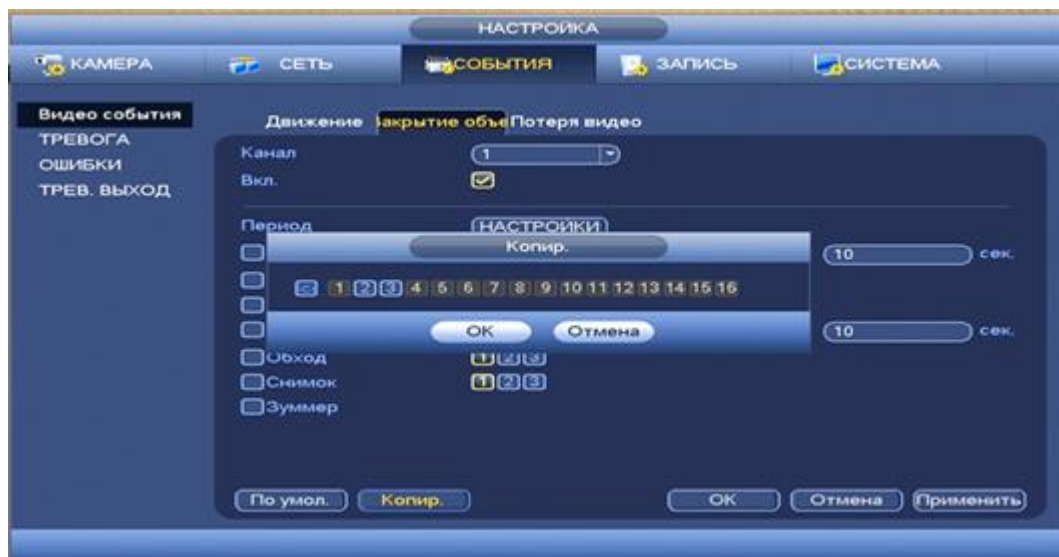 НАСТРОЙКА
КАМЕРА СЕТЬ СОБЫТИЯ ЗАПИСЬ СИСТЕМА
Видео события
ТРЕВОГА
ОШИБКИ
ТРЕВ. ВЫХОД
Движение Закрытие объе Потеря видео
Канал 1
Вкл.
Период НАСТРОЙКИ
10 сек.
Копир.
1 2 3 4 5 6 7 8 9 10 11 12 13 14 15 16
OK Отмена
10 сек.
Обход 1 2 3
Снимок 1 2 3
Зуммер
По умол. Копир. OK Отмена Применить